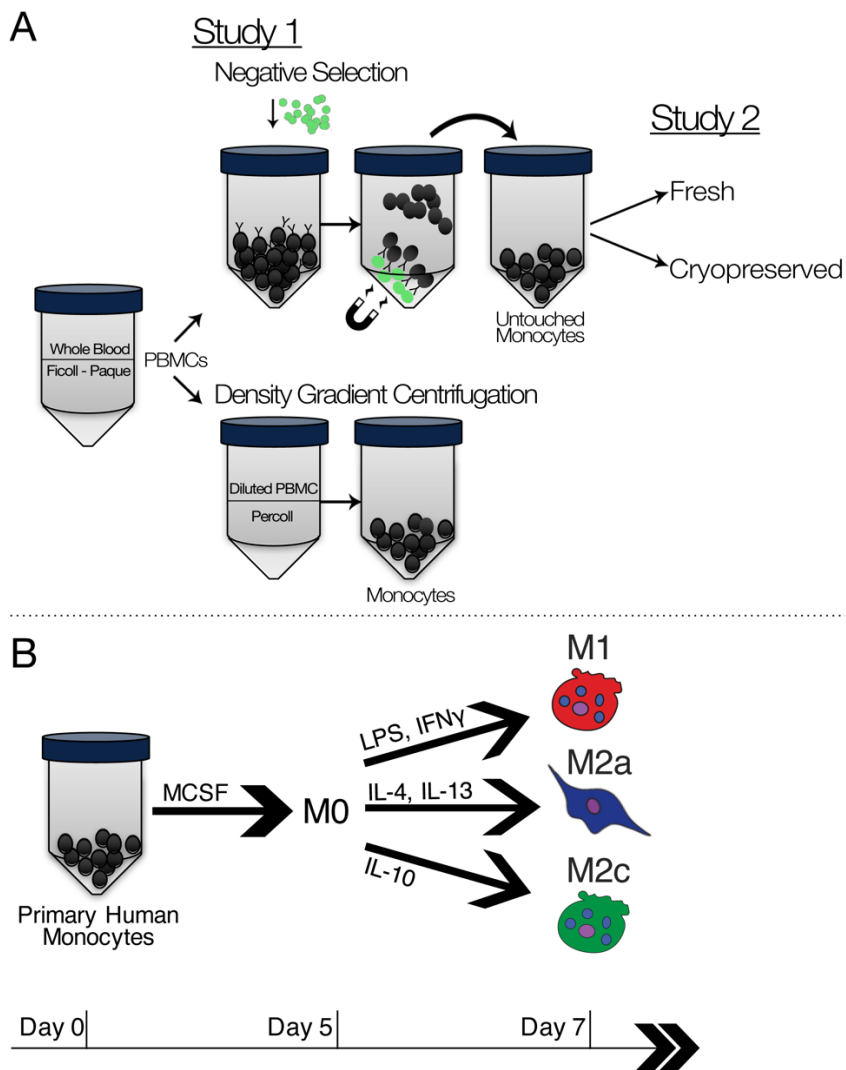 A
Study 1
Negative Selection
Study 2
Fresh
Cryopreserved
Untouched
Monocytes
Whole Blood
Ficoll - Paque
PBMCs
Density Gradient Centrifugation
Diluted PBMC
Percoll
Monocytes
B
Primary Human
Monocytes
MCSF
M0
LPS, IFNγ
IL-4, IL-13
IL-10
M1
M2a
M2c
Day 0
Day 5
Day 7